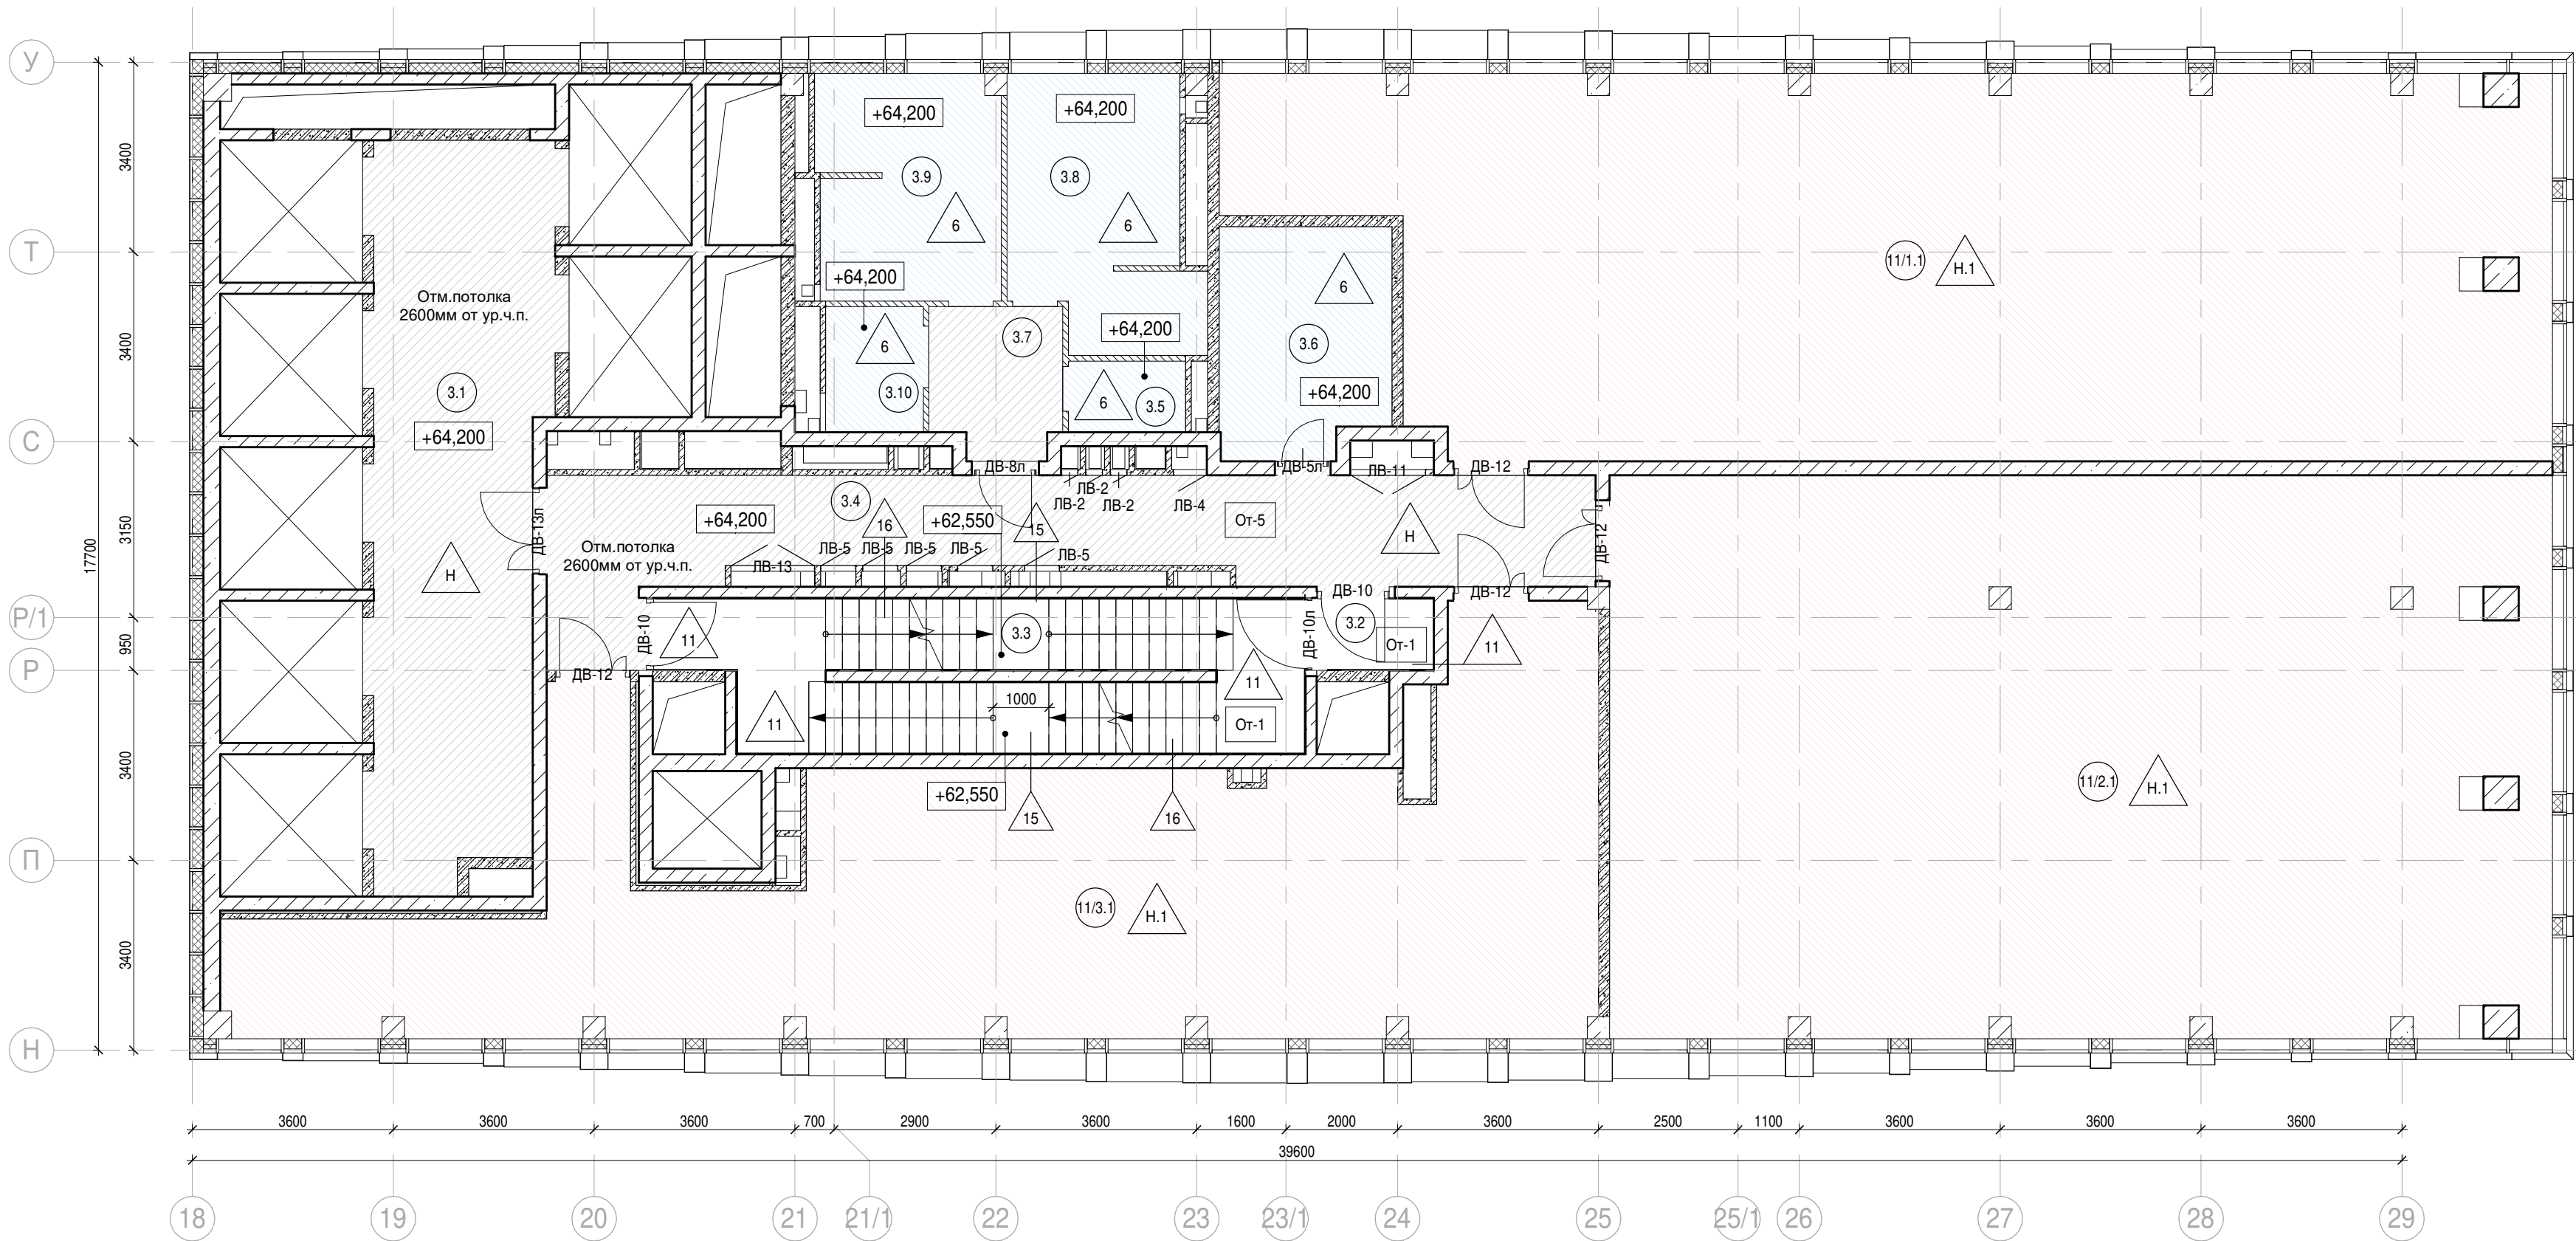 У
+64,200
+64,200
3400
3.9
3.8
6
6
Т
11/1.1
Н.1
+64,200
6
Отм.потолка
2600мм от ур.ч.п.
3400
+64,200
3.7
3.6
6
3.1
3.10
+64,200
6
3.5
+64,200
С
ДВ-8л
ДВ-5л
ЛВ-11
ДВ-12
ЛВ-2
ЛВ-2
ЛВ-2
ЛВ-4
3.4
17700
3150
ДВ-13л
+64,200
16
+62,550
15
От-5
Н
ДВ-12
Отм.потолка
2600мм от ур.ч.п.
ЛВ-5
ЛВ-5
ЛВ-5
ЛВ-5
ЛВ-5
ЛВ-13
Н
ДВ-10
ДВ-12
Р/1
950
ДВ-10
11
3.3
ДВ-10л
3.2
От-1
11
Р
ДВ-12
11
1000
11
От-1
3400
+62,550
15
16
11/2.1
Н.1
П
11/3.1
Н.1
3400
Н
3600
3600
3600
700
2900
3600
1600
2000
3600
2500
1100
3600
3600
3600
39600
18
19
20
21
21/1
22
23
23/1
24
25
25/1
26
27
28
29